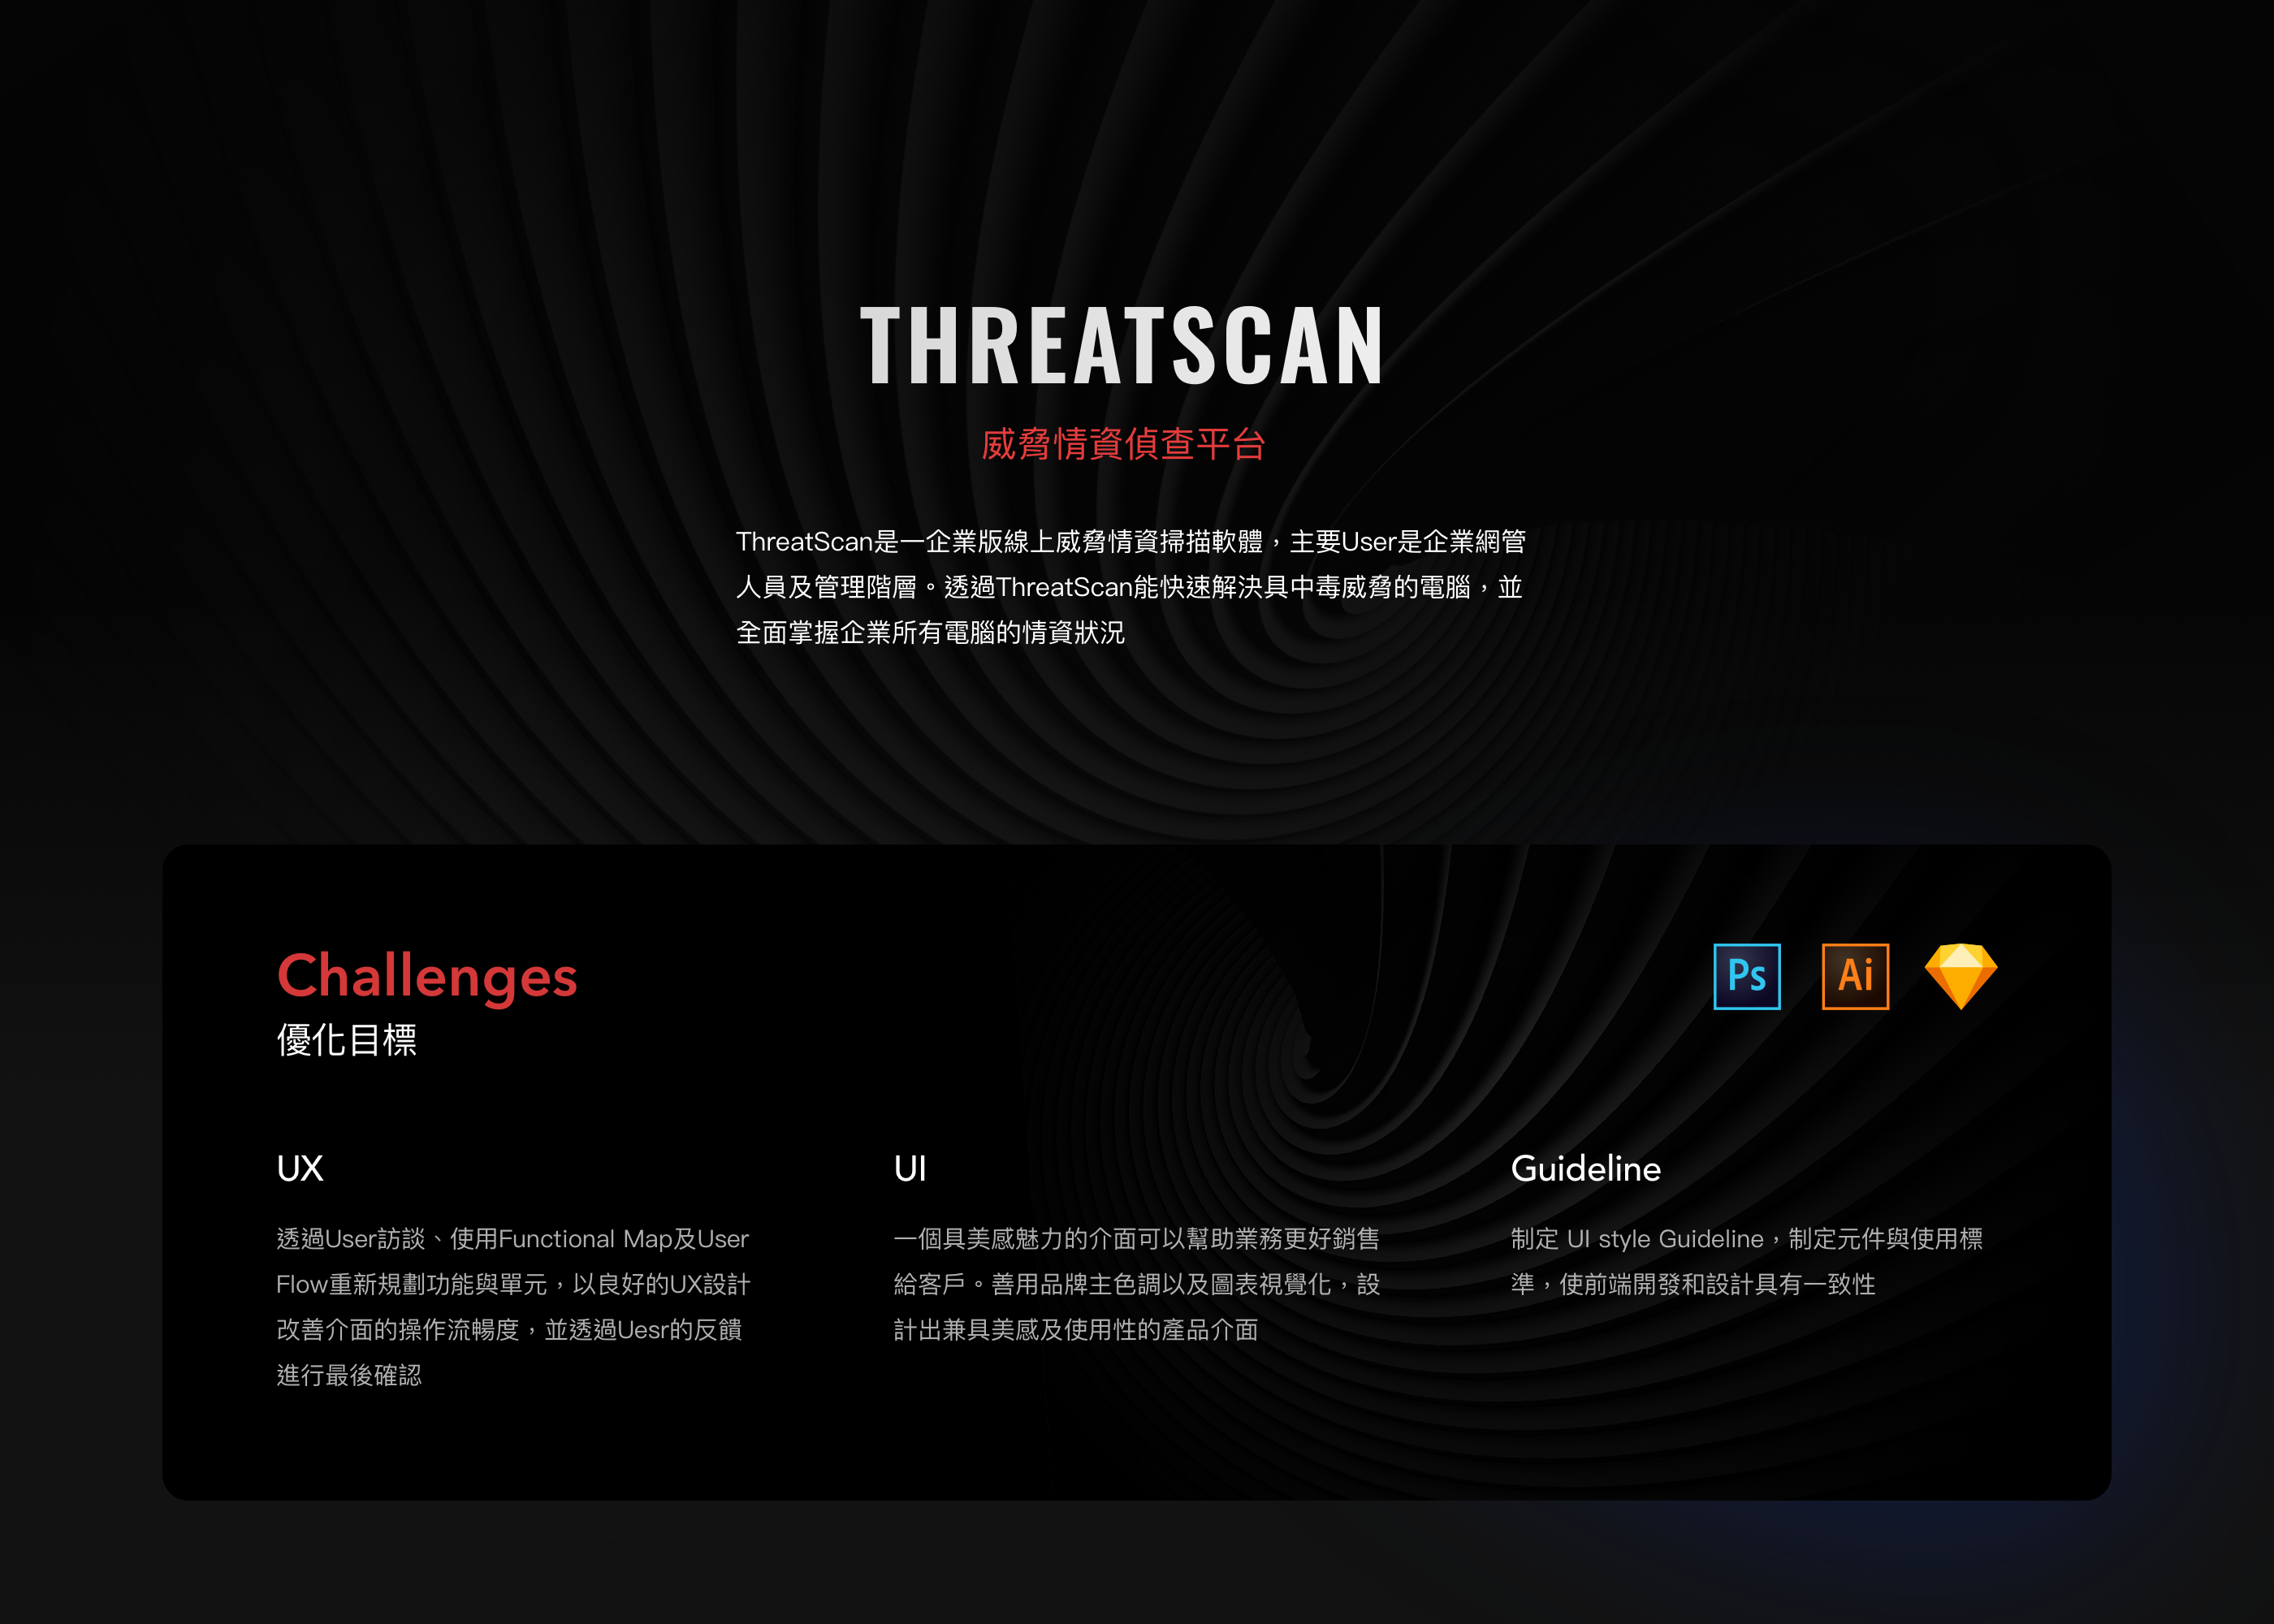 THREATSCAN
威脅情資偵查平台
ThreatScan是一企業版線上威脅情資掃描軟體，主要User是企業網管
人員及管理階層。透過ThreatScan能快速解決具中毒威脅的電腦，並
全面掌握企業所有電腦的情資狀況
Challenges
優化目標
Ps
Ai
UX
透過User訪談、使用Functional Map及User
Flow重新規劃功能與單元，以良好的UX設計
改善介面的操作流暢度，並透過Uesr的反饋
進行最後確認
UI
一個具美感魅力的介面可以幫助業務更好銷售
給客戶。善用品牌主色調以及圖表視覺化，設
計出兼具美感及使用性的產品介面
Guideline
制定 UI style Guideline，制定元件與使用標
準，使前端開發和設計具有一致性